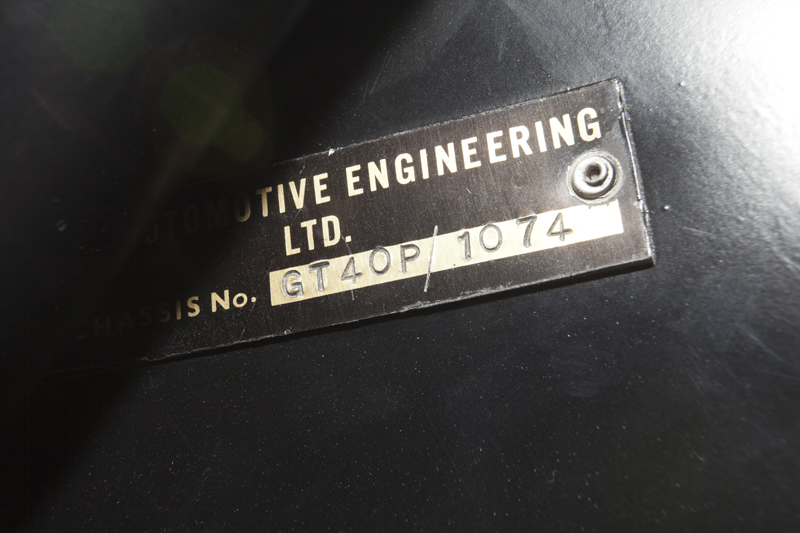 AUTOMOTIVE ENGINEERING
LTD.
CHASSIS No. GT40P/1074